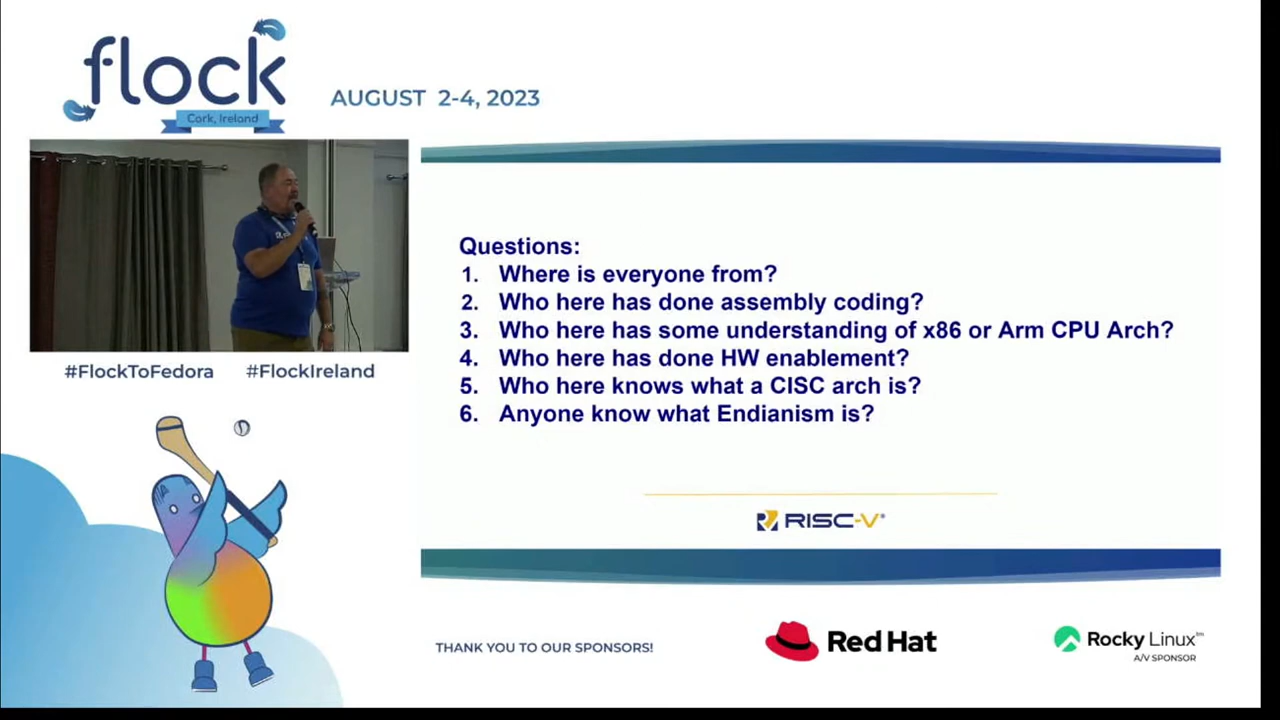 flock
Cork, Ireland
AUGUST 2-4, 2023
#FlockToFedora #FlockIreland
Questions:
1. Where is everyone from?
2. Who here has done assembly coding?
3. Who here has some understanding of x86 or Arm CPU Arch?
4. Who here has done HW enablement?
5. Who here knows what a CISC arch is?
6. Anyone know what Endianism is?
RISC-V®
THANK YOU TO OUR SPONSORS!
Red Hat
Rocky Linux™
A/V SPONSOR